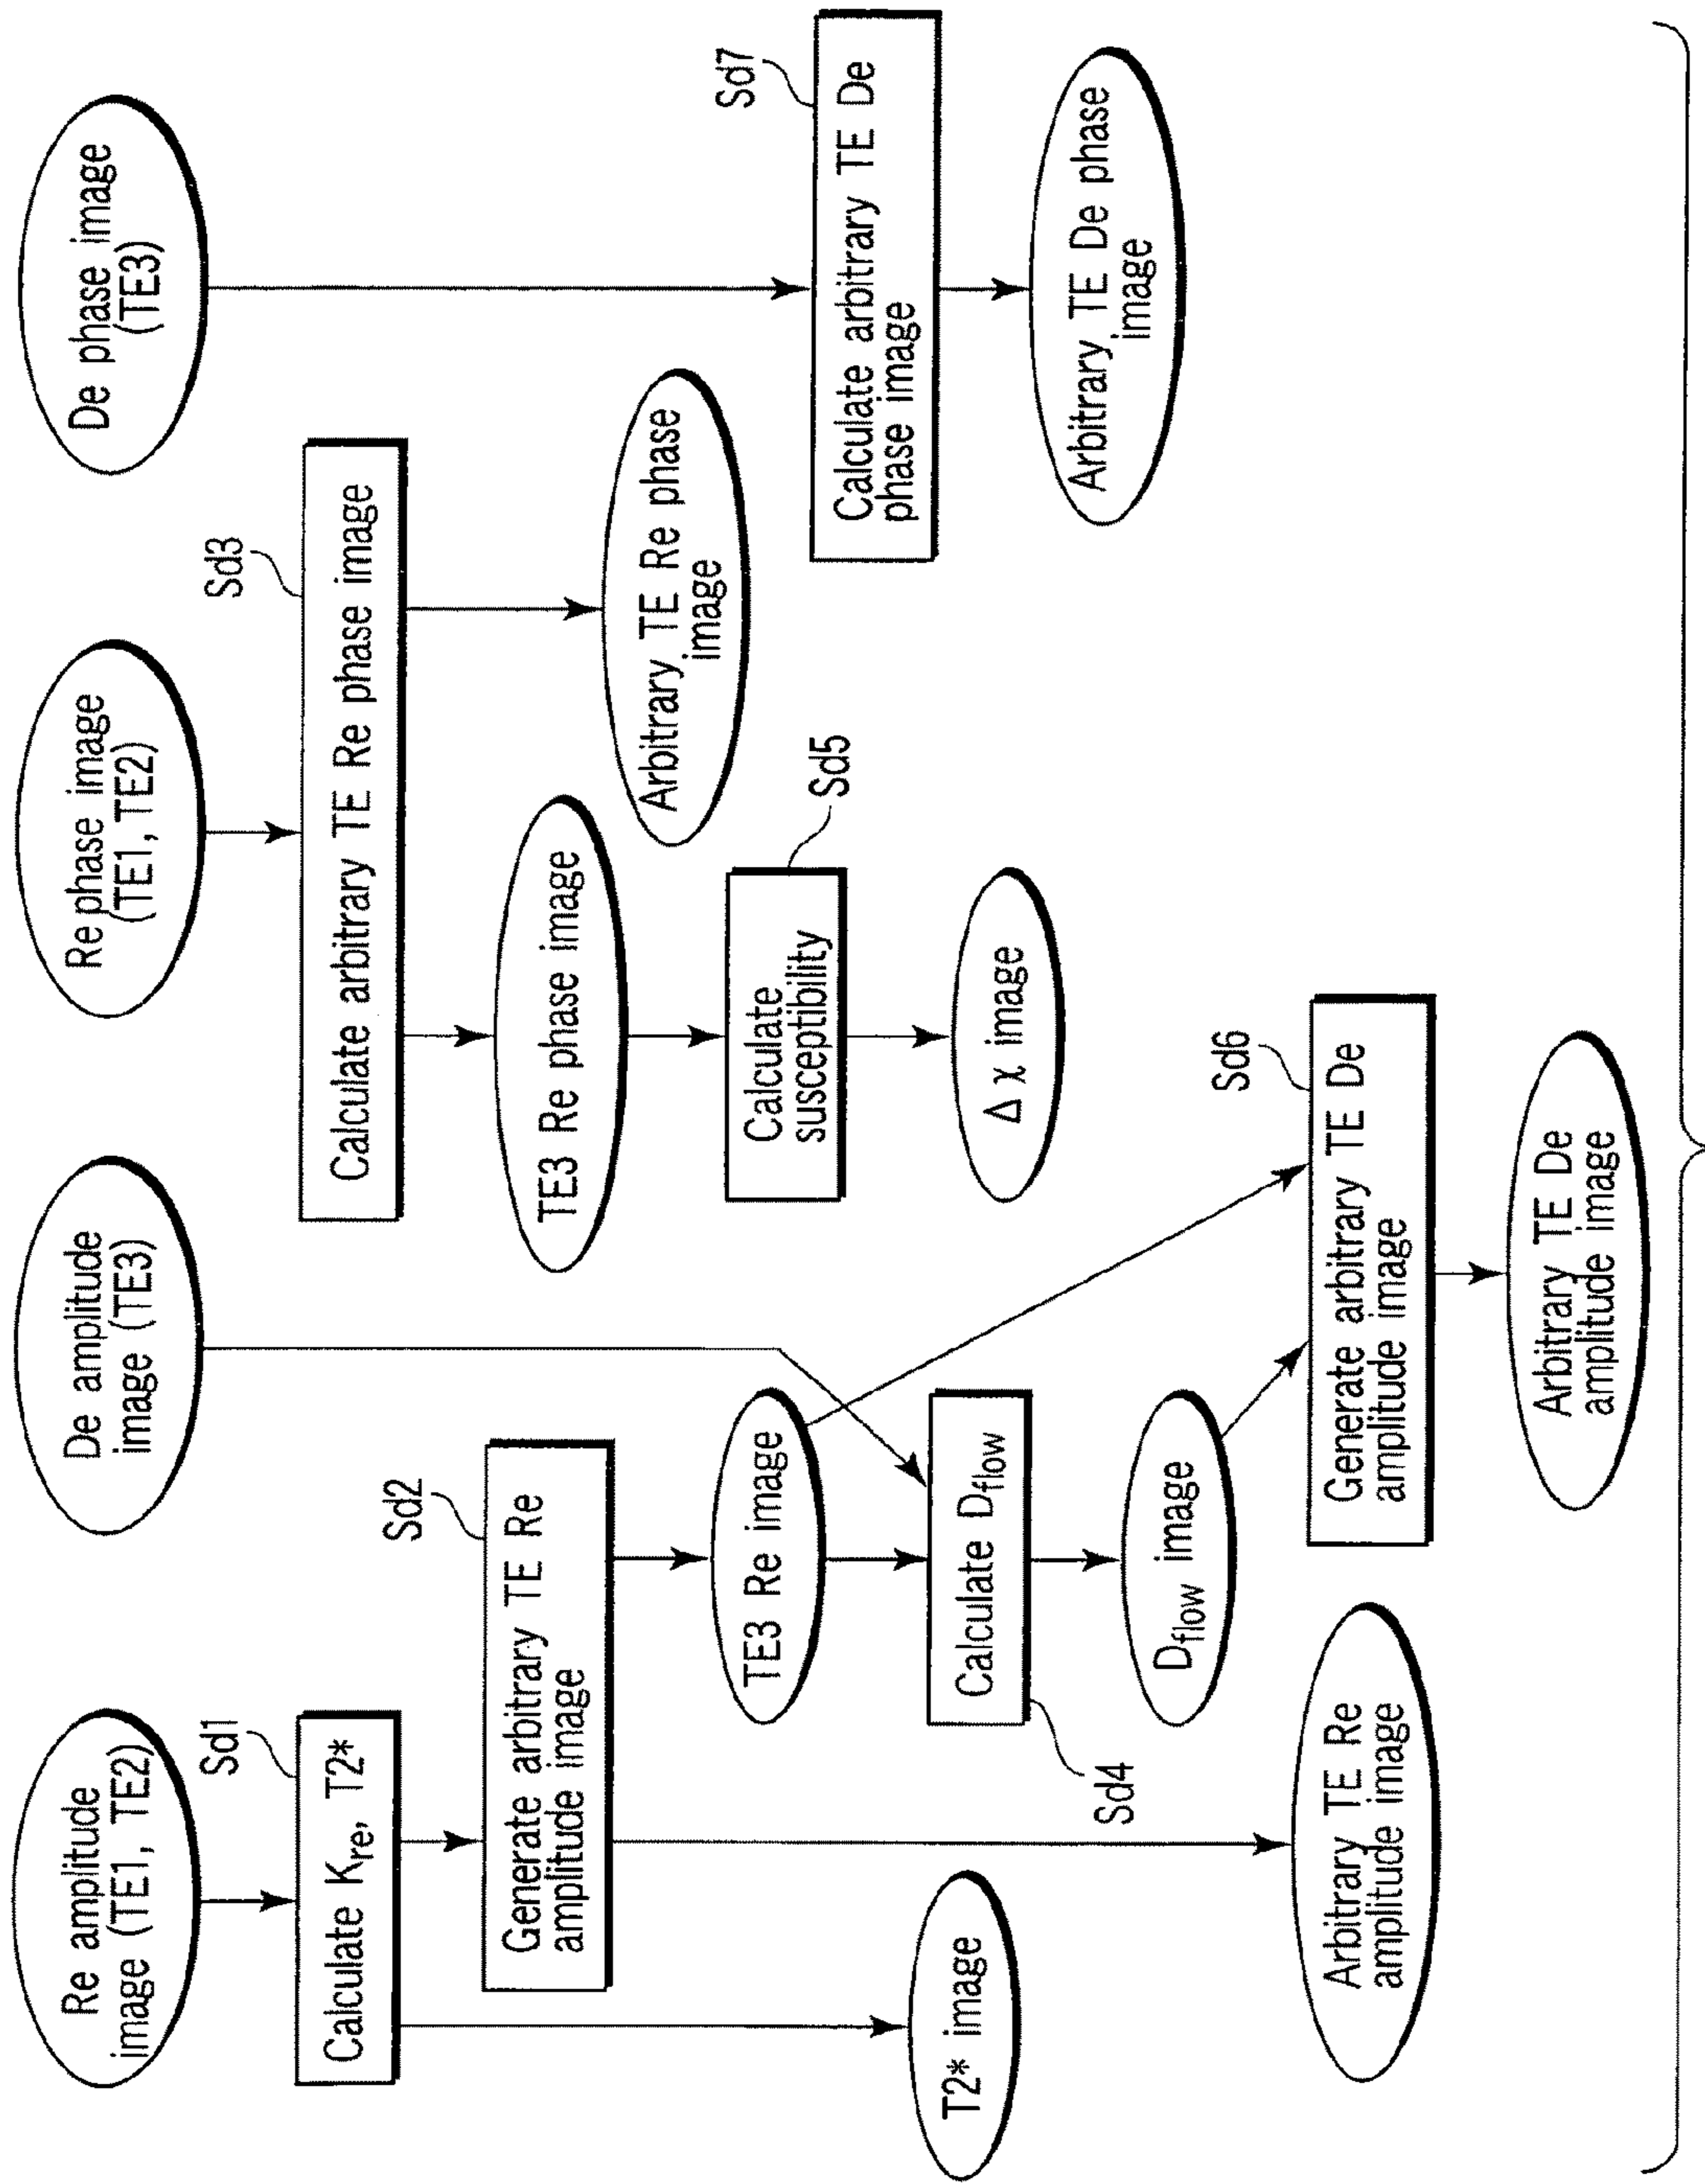 Re amplitude
image (TE1, TE2)
De amplitude
image (TE3)
Re phase image
(TE1, TE2)
De phase image
(TE3)
Sd1
Calculate Kre, T2*
Sd3
Calculate arbitrary TE Re phase image
Sd2
Generate arbitrary TE Re
amplitude image
TE3 Re phase image
Arbitrary TE Re phase
image
TE3 Re image
Calculate
susceptibility
Sd5
Sd7
Calculate arbitrary TE De
phase image
T2* image
Calculate Dflow
Sd4
Δχ image
Arbitrary TE De phase
image
Dflow image
Sd6
Arbitrary TE Re
amplitude image
Generate arbitrary TE De
amplitude image
Arbitrary TE De
amplitude image